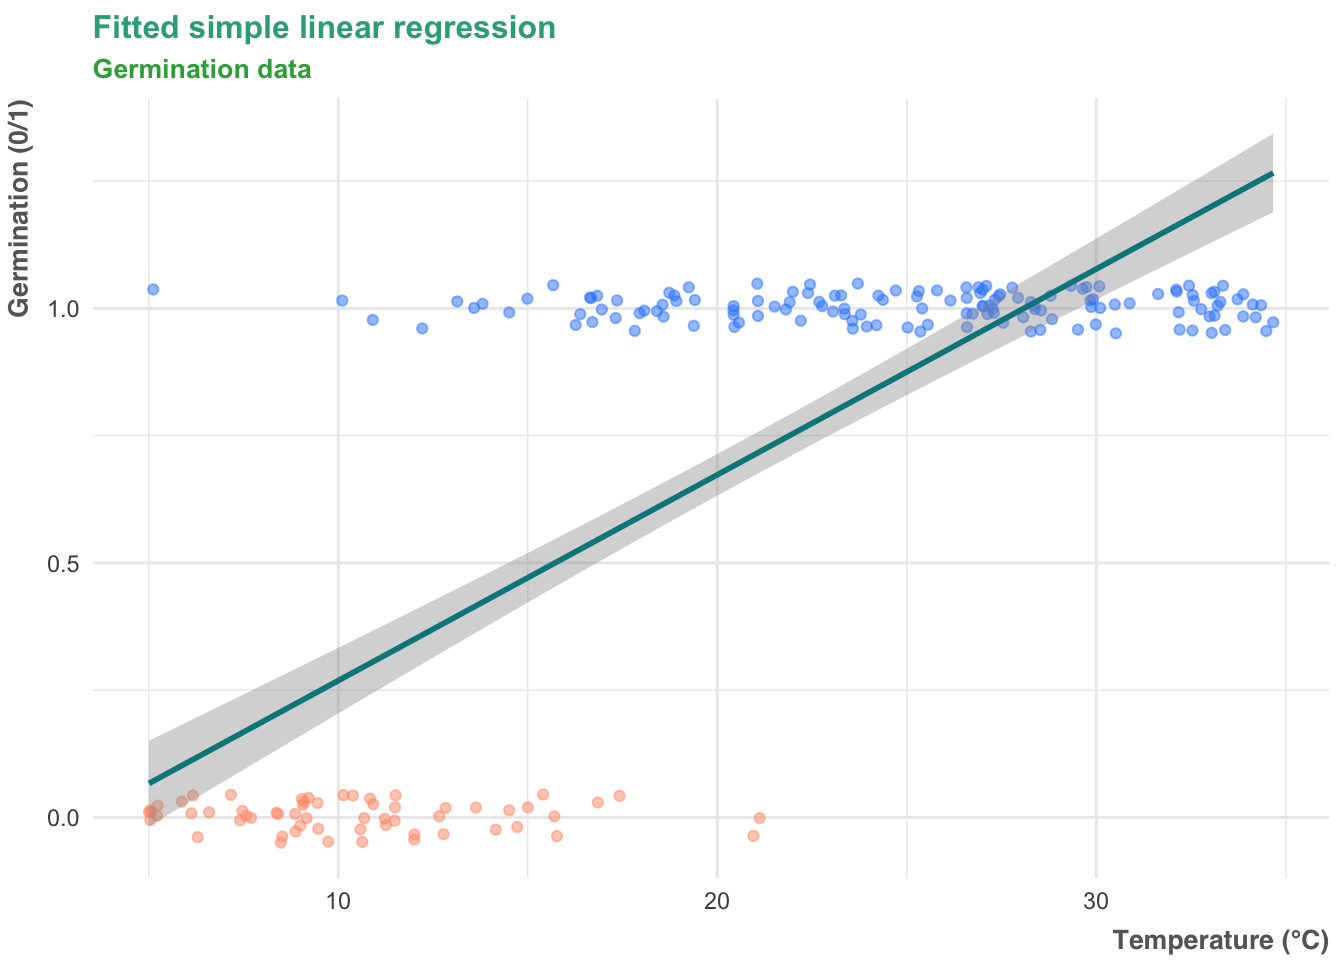 Fitted simple linear regression
Germination data
Germination (0/1)
1.0
0.5
0.0
10
20
30
Temperature (°C)